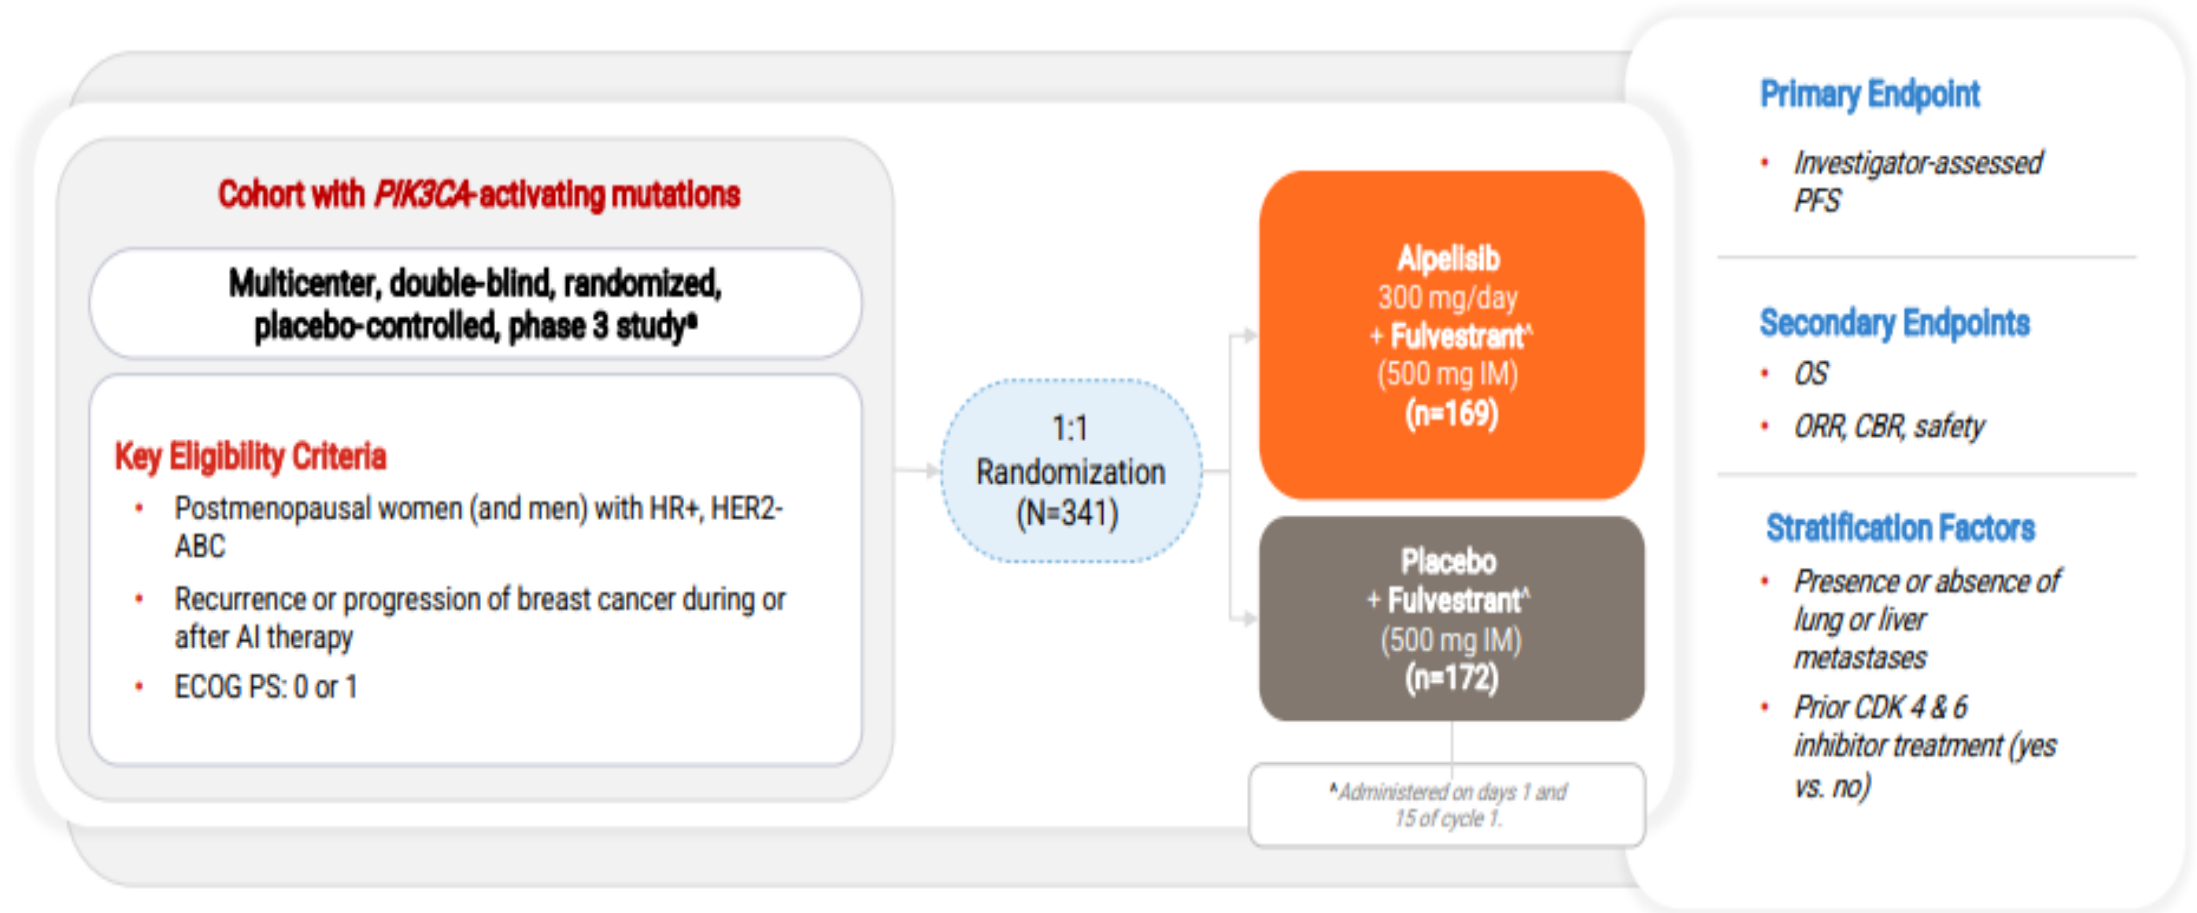 Cohort with PIK3CA-activating mutations
Multicenter, double-blind, randomized,
placebo-controlled, phase 3 studyª
Key Eligibility Criteria
• Postmenopausal women (and men) with HR+, HER2-
ABC
• Recurrence or progression of breast cancer during or
after AI therapy
• ECOG PS: 0 or 1
1:1
Randomization
(N=341)
Alpelisib
300 mg/day
+ Fulvestrant^
(500 mg IM)
(n=169)
Placebo
+ Fulvestrant^
(500 mg IM)
(n=172)
^Administered on days 1 and
15 of cycle 1.
Primary Endpoint
• Investigator-assessed
PFS
Secondary Endpoints
• OS
• ORR, CBR, safety
Stratification Factors
• Presence or absence of
lung or liver
metastases
• Prior CDK 4 & 6
inhibitor treatment (yes
vs. no)